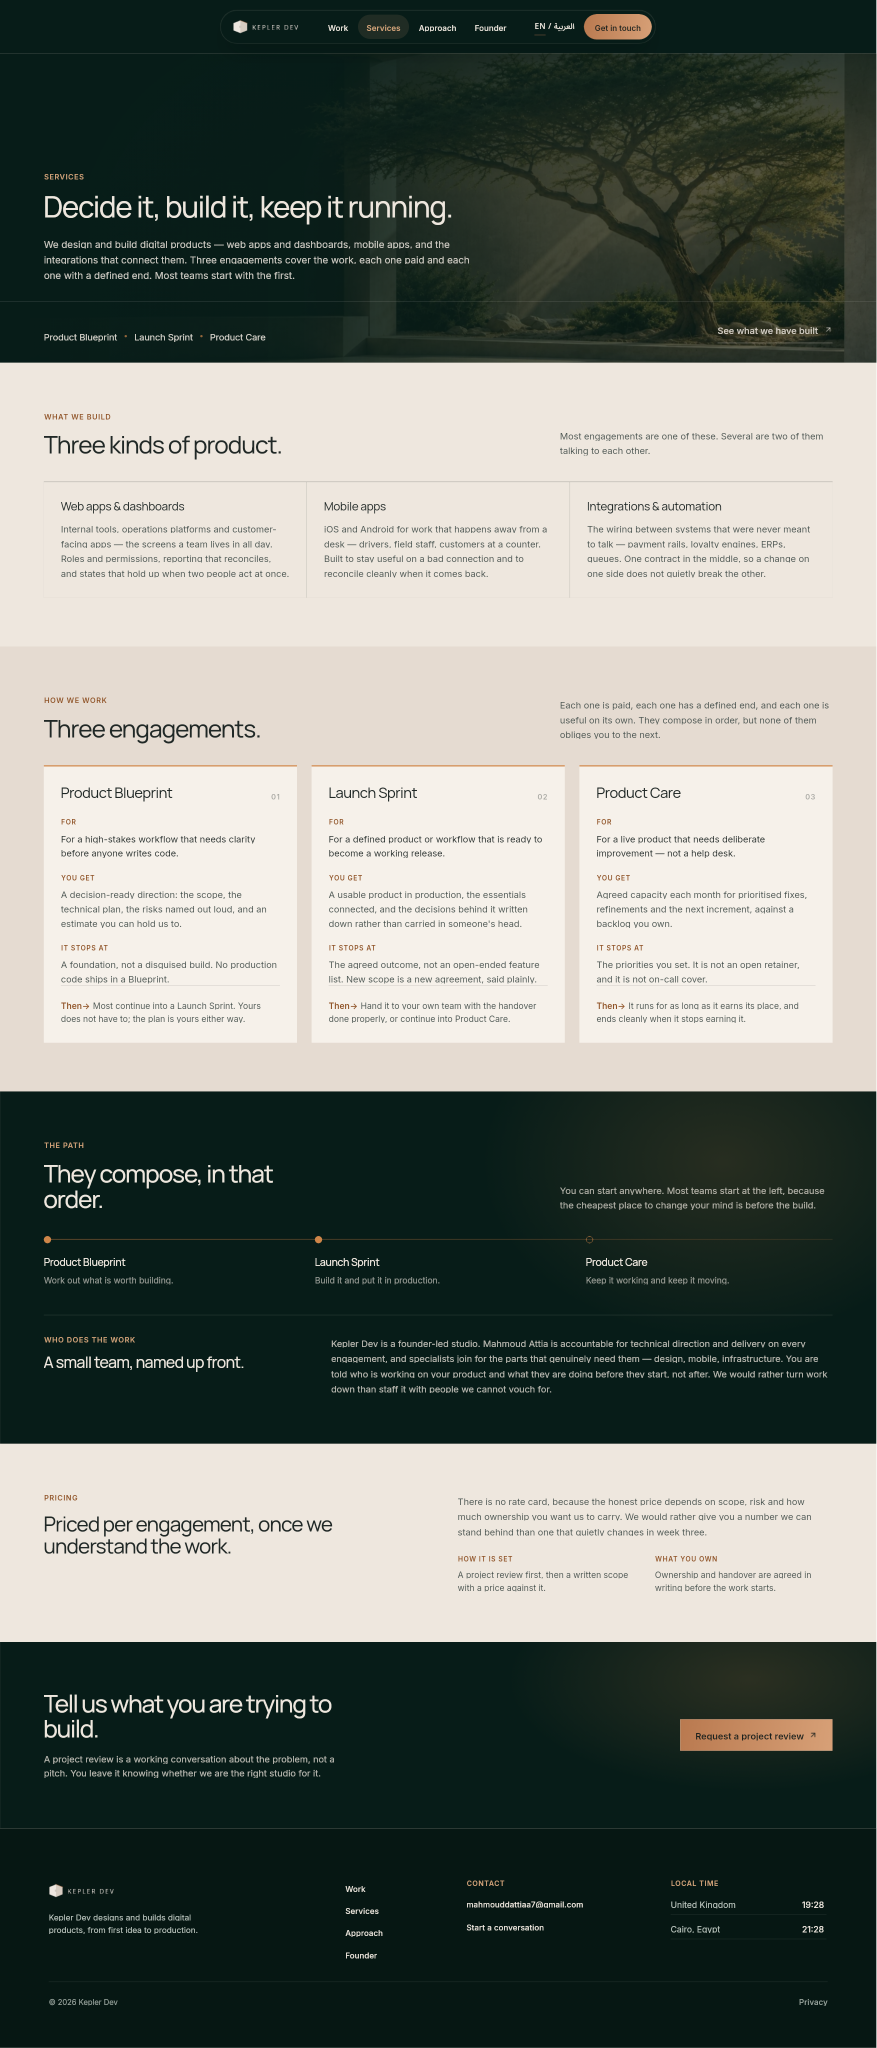 KEPLER DEV
Work
Services
Approach
Founder
EN / العربية
Get in touch
SERVICES
Decide it, build it, keep it running.
We design and build digital products — web apps and dashboards, mobile apps, and the
integrations that connect them. Three engagements cover the work, each one paid and each
one with a defined end. Most teams start with the first.
Product Blueprint • Launch Sprint • Product Care
See what we have built ↗
WHAT WE BUILD
Three kinds of product.
Most engagements are one of these. Several are two of them
talking to each other.
Web apps & dashboards
Internal tools, operations platforms and customer-
facing apps — the screens a team lives in all day.
Roles and permissions, reporting that reconciles,
and states that hold up when two people act at once.
Mobile apps
iOS and Android for work that happens away from a
desk — drivers, field staff, customers at a counter.
Built to stay useful on a bad connection and to
reconcile cleanly when it comes back.
Integrations & automation
The wiring between systems that were never meant
to talk — payment rails, loyalty engines, ERPs,
queues. One contract in the middle, so a change on
one side does not quietly break the other.
HOW WE WORK
Three engagements.
Each one is paid, each one has a defined end, and each one is
useful on its own. They compose in order, but none of them
obliges you to the next.
Product Blueprint
01
FOR
For a high-stakes workflow that needs clarity
before anyone writes code.
YOU GET
A decision-ready direction: the scope, the
technical plan, the risks named out loud, and an
estimate you can hold us to.
IT STOPS AT
A foundation, not a disguised build. No production
code ships in a Blueprint.
Then→ Most continue into a Launch Sprint. Yours
does not have to; the plan is yours either way.
Launch Sprint
02
FOR
For a defined product or workflow that is ready to
become a working release.
YOU GET
A usable product in production, the essentials
connected, and the decisions behind it written
down rather than carried in someone's head.
IT STOPS AT
The agreed outcome, not an open-ended feature
list. New scope is a new agreement, said plainly.
Then→ Hand it to your own team with the handover
done properly, or continue into Product Care.
Product Care
03
FOR
For a live product that needs deliberate
improvement — not a help desk.
YOU GET
Agreed capacity each month for prioritised fixes,
refinements and the next increment, against a
backlog you own.
IT STOPS AT
The priorities you set. It is not an open retainer,
and it is not on-call cover.
Then→ It runs for as long as it earns its place, and
ends cleanly when it stops earning it.
THE PATH
They compose, in that
order.
You can start anywhere. Most teams start at the left, because
the cheapest place to change your mind is before the build.
Product Blueprint
Work out what is worth building.
Launch Sprint
Build it and put it in production.
Product Care
Keep it working and keep it moving.
WHO DOES THE WORK
A small team, named up front.
Kepler Dev is a founder-led studio. Mahmoud Attia is accountable for technical direction and delivery on every
engagement, and specialists join for the parts that genuinely need them — design, mobile, infrastructure. You are
told who is working on your product and what they are doing before they start, not after. We would rather turn work
down than staff it with people we cannot vouch for.
PRICING
Priced per engagement, once we
understand the work.
There is no rate card, because the honest price depends on scope, risk and how
much ownership you want us to carry. We would rather give you a number we can
stand behind than one that quietly changes in week three.
HOW IT IS SET
A project review first, then a written scope
with a price against it.
WHAT YOU OWN
Ownership and handover are agreed in
writing before the work starts.
Tell us what you are trying to
build.
A project review is a working conversation about the problem, not a
pitch. You leave it knowing whether we are the right studio for it.
Request a project review ↗
KEPLER DEV
Kepler Dev designs and builds digital
products, from first idea to production.
Work
Services
Approach
Founder
CONTACT
mahmouddattiaa7@gmail.com
Start a conversation
LOCAL TIME
United Kingdom 19:28
Cairo, Egypt 21:28
© 2026 Kepler Dev
Privacy